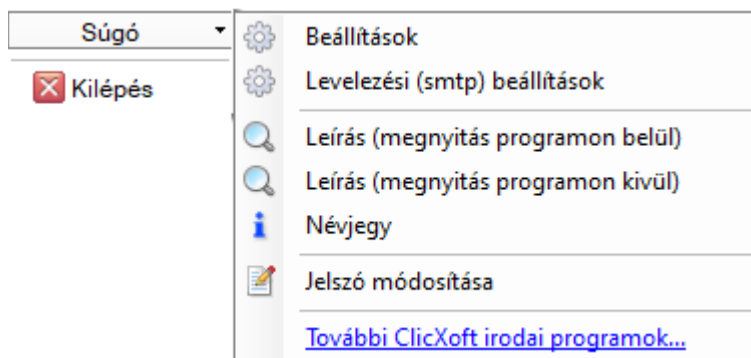 Súgó
Kilépés
Beállítások
Levelezési (smtp) beállítások
Leírás (megnyitás programon belül)
Leírás (megnyitás programon kivül)
Névjegy
Jelszó módosítása
További ClicXoft irodai programok...